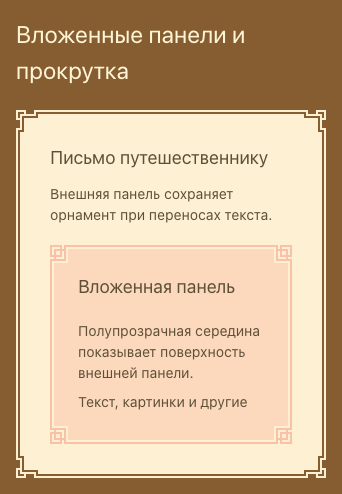 Вложенные панели и
прокрутка
Письмо путешественнику
Внешняя панель сохраняет
орнамент при переносах текста.
Вложенная панель
Полупрозрачная середина
показывает поверхность
внешней панели.
Текст, картинки и другие